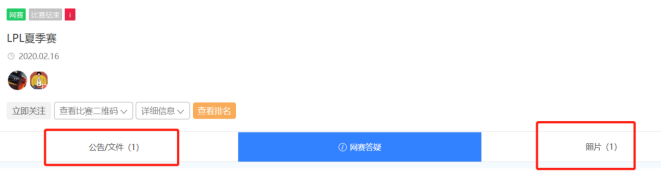 网赛 比赛结束 i
LPL夏季赛
2020.02.16
立即关注 查看比赛二维码 详细信息 查看排名
公告/文件（1） 网赛答疑 照片（1）